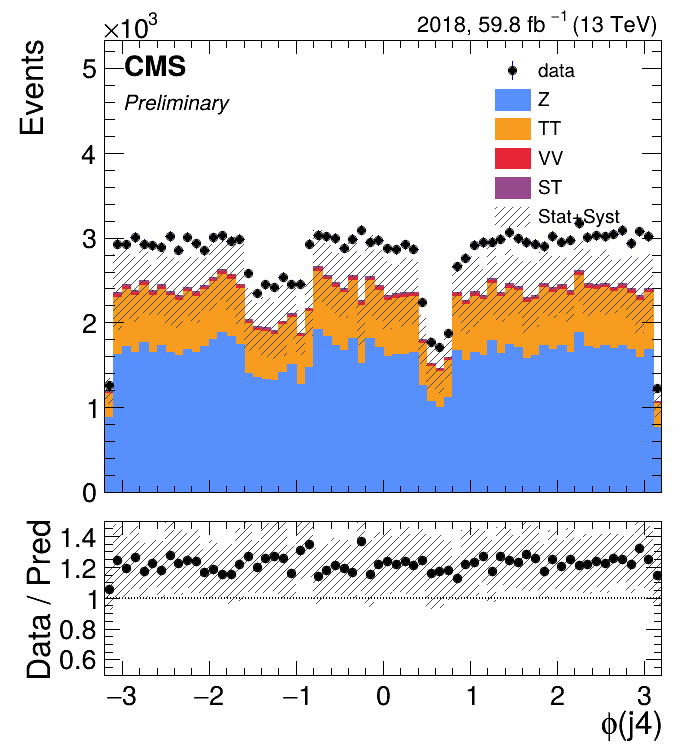 ×10³
2018, 59.8 fb⁻¹ (13 TeV)
Events
5
4
3
2
1
0
CMS
Preliminary
data
Z
TT
VV
ST
Stat+Syst
Data / Pred
1.4
1.2
1
0.8
0.6
−3 −2 −1 0 1 2 3
ϕ(j4)